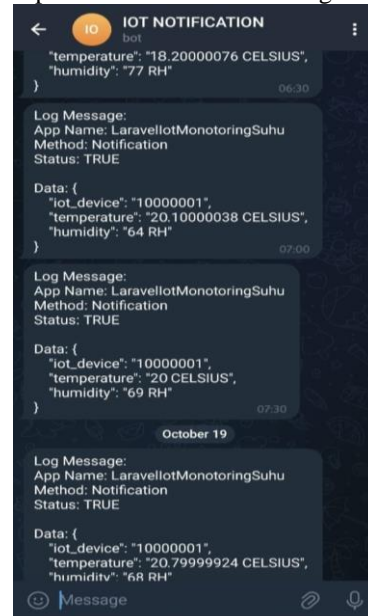 IO
IOT NOTIFICATION
bot
"temperature": "18.20000076 CELSIUS",
"humidity": "77 RH"
}
06:30
Log Message:
App Name: LaravelIotMonotoringSuhu
Method: Notification
Status: TRUE
Data: {
"iot_device": "10000001",
"temperature": "20.10000038 CELSIUS",
"humidity": "64 RH"
}
07:00
Log Message:
App Name: LaravelIotMonotoringSuhu
Method: Notification
Status: TRUE
Data: {
"iot_device": "10000001",
"temperature": "20 CELSIUS",
"humidity": "69 RH"
}
07:30
October 19
Log Message:
App Name: LaravelIotMonotoringSuhu
Method: Notification
Status: TRUE
Data: {
"iot_device": "10000001",
"temperature": "20.79999924 CELSIUS",
"humidity": "68 RH"
Message